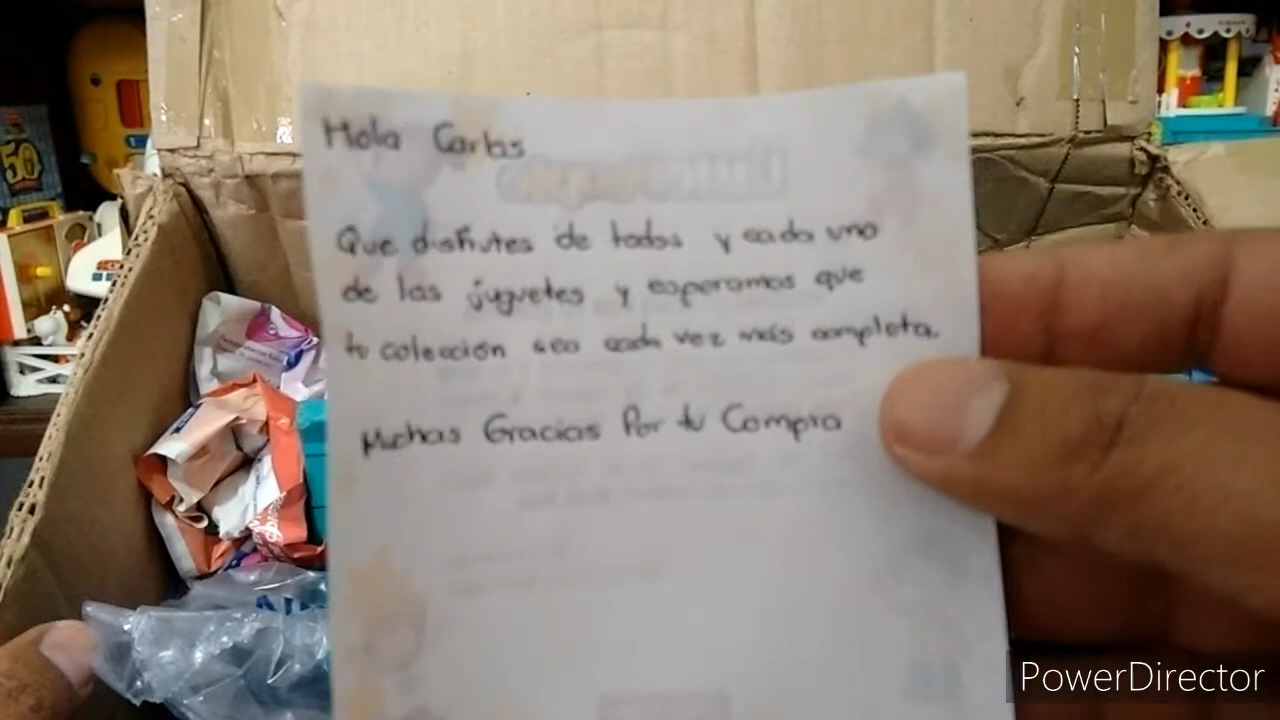 Hola Carlos
Que disfrutes de todos y cada uno
de los juguetes y esperamos que
tu colección sea cada vez más completa.
Muchas Gracias Por tu Compra
50
PowerDirector